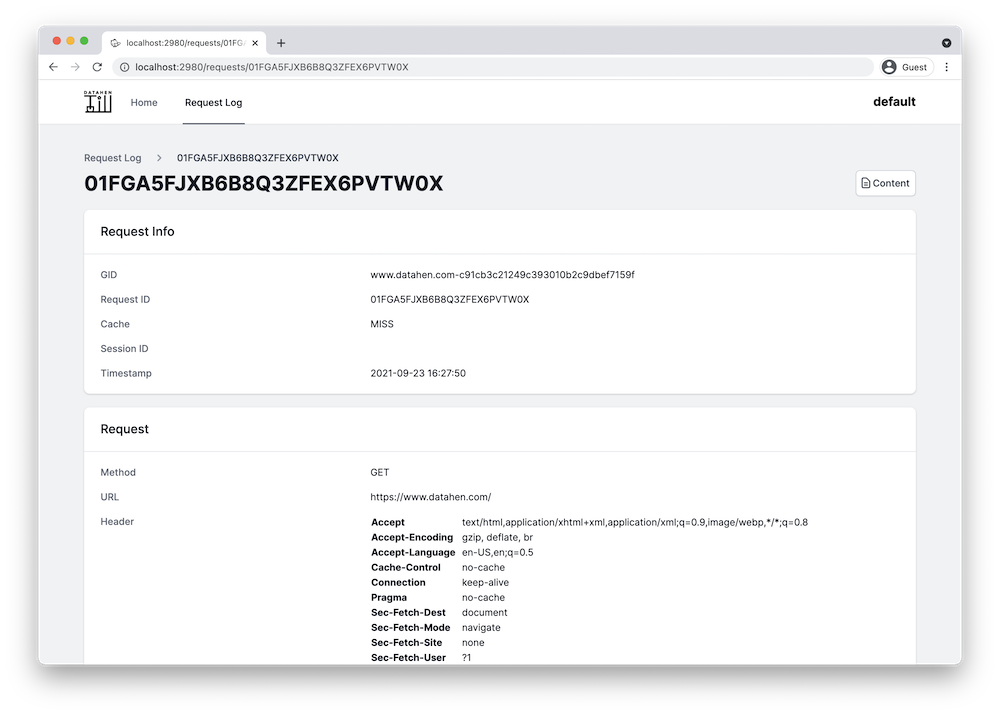 localhost:2980/requests/01FGA
localhost:2980/requests/01FGA5FJXB6B8Q3ZFEX6PVTW0X
Guest
DATAHEN
Till
Home
Request Log
default
Request Log > 01FGA5FJXB6B8Q3ZFEX6PVTW0X
01FGA5FJXB6B8Q3ZFEX6PVTW0X
Content
Request Info
GID www.datahen.com-c91cb3c21249c393010b2c9dbef7159f
Request ID 01FGA5FJXB6B8Q3ZFEX6PVTW0X
Cache MISS
Session ID
Timestamp 2021-09-23 16:27:50
Request
Method GET
URL https://www.datahen.com/
Header Accept text/html,application/xhtml+xml,application/xml;q=0.9,image/webp,*/*;q=0.8
Accept-Encoding gzip, deflate, br
Accept-Language en-US,en;q=0.5
Cache-Control no-cache
Connection keep-alive
Pragma no-cache
Sec-Fetch-Dest document
Sec-Fetch-Mode navigate
Sec-Fetch-Site none
Sec-Fetch-User ?1